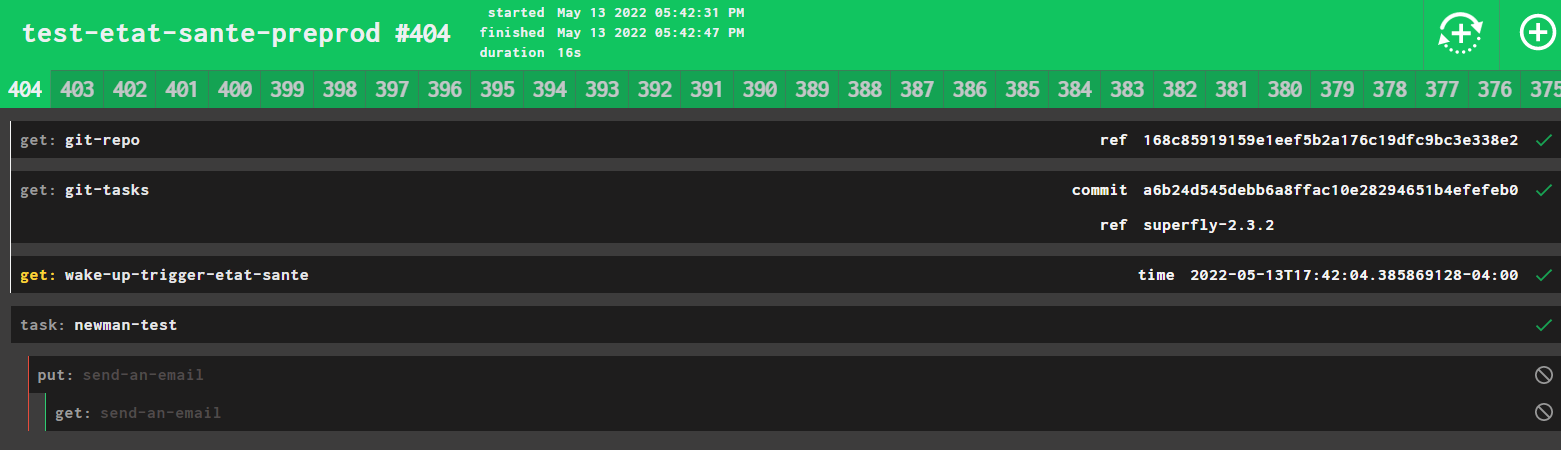 test-etat-sante-preprod #404
started May 13 2022 05:42:31 PM
finished May 13 2022 05:42:47 PM
duration 16s
404 403 402 401 400 399 398 397 396 395 394 393 392 391 390 389 388 387 386 385 384 383 382 381 380 379 378 377 376 375
get: git-repo ref 168c85919159e1eef5b2a176c19dfc9bc3e338e2
get: git-tasks commit a6b24d545debb6a8ffac10e28294651b4efefeb0
ref superfly-2.3.2
get: wake-up-trigger-etat-sante time 2022-05-13T17:42:04.385869128-04:00
task: newman-test
put: send-an-email
get: send-an-email